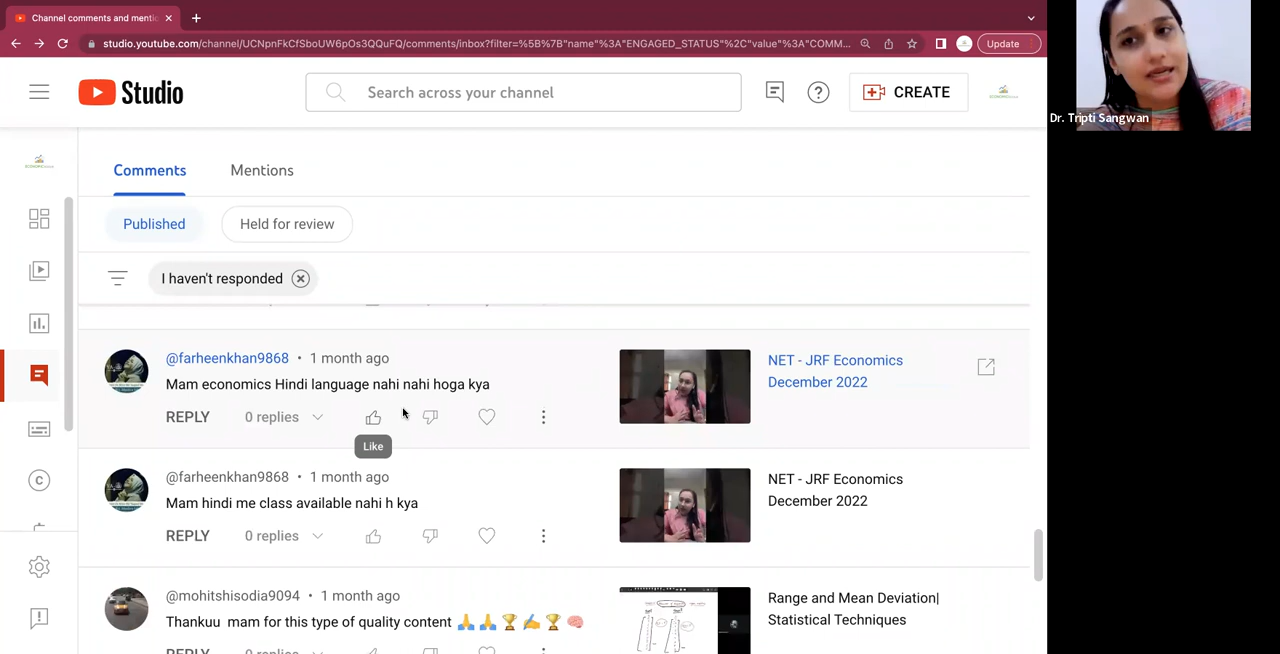 Channel comments and mentio
studio.youtube.com/channel/UCNpnFkCfSboUW6pOs3QQuFQ/comments/inbox?filter=%5B%7B"name"%3A"ENGAGED_STATUS"%2C"value"%3A"COMM...
Update
Studio
Search across your channel
CREATE
Dr. Tripti Sangwan
Comments
Mentions
Published
Held for review
I haven't responded
@farheenkhan9868 • 1 month ago
Mam economics Hindi language nahi nahi hoga kya
REPLY 0 replies
Like
NET - JRF Economics
December 2022
@farheenkhan9868 • 1 month ago
Mam hindi me class available nahi h kya
REPLY 0 replies
NET - JRF Economics
December 2022
@mohitshisodia9094 • 1 month ago
Thankuu mam for this type of quality content 🙏 🙏 🏆 ✍️ 🏆 🧠
REPLY 0 replies
Range and Mean Deviation|
Statistical Techniques